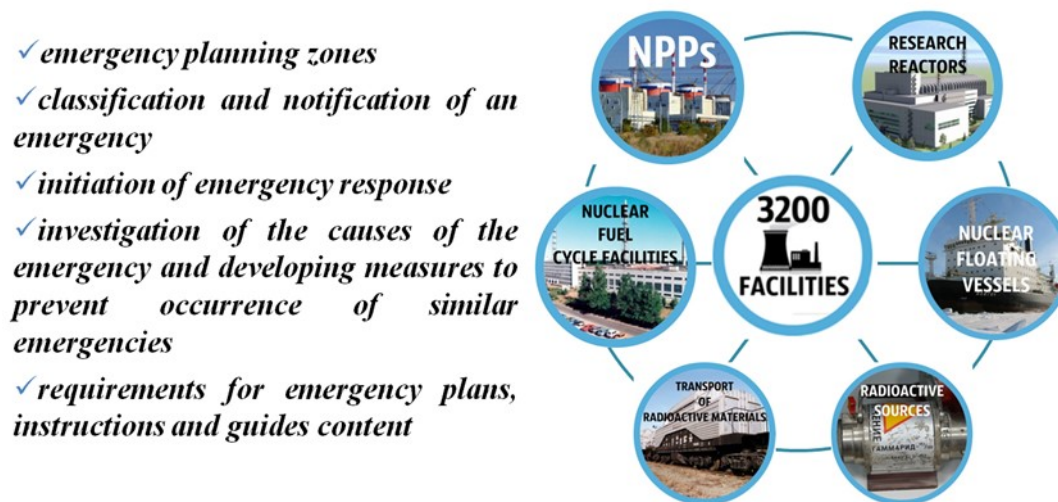 ✓emergency planning zones
✓classification and notification of an
emergency
✓initiation of emergency response
✓investigation of the causes of the
emergency and developing measures to
prevent occurrence of similar
emergencies
✓requirements for emergency plans,
instructions and guides content
NPPs
RESEARCH
REACTORS
NUCLEAR
FUEL
CYCLE FACILITIES
3200
FACILITIES
NUCLEAR
FLOATING
VESSELS
TRANSPORT
OF
RADIOACTIVE MATERIALS
RADIOACTIVE
SOURCES
ГАММАРИД